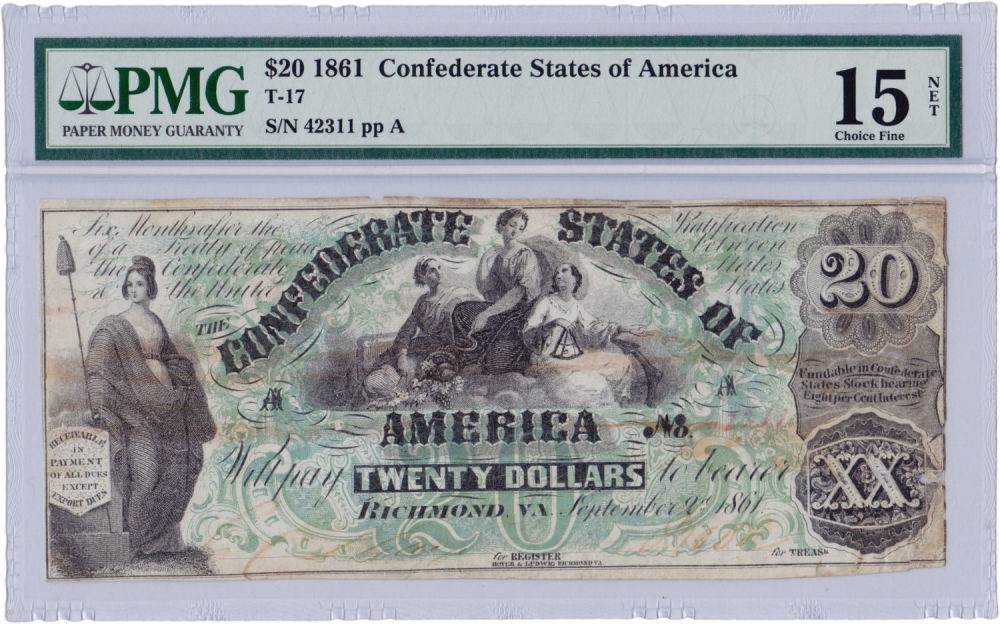 PMG
PAPER MONEY GUARANTY
$20 1861 Confederate States of America
T-17
S/N 42311 pp A
15
NET
Choice Fine
Six Months after the Ratification
of a Treaty of peace between
the Confederate States
& the United States
THE CONFEDERATE STATES OF
AMERICA
No.
20
Fundable in Confederate
States Stock bearing
Eight per Cent Interest
RECEIVABLE
IN
PAYMENT
OF ALL DUES
EXCEPT
EXPORT DUES
Will pay TWENTY DOLLARS to bearer
20
XX
RICHMOND, VA. September 2d 1861
for REGISTER
for TREASR
HOYER & LUDWIG, RICHMOND VA